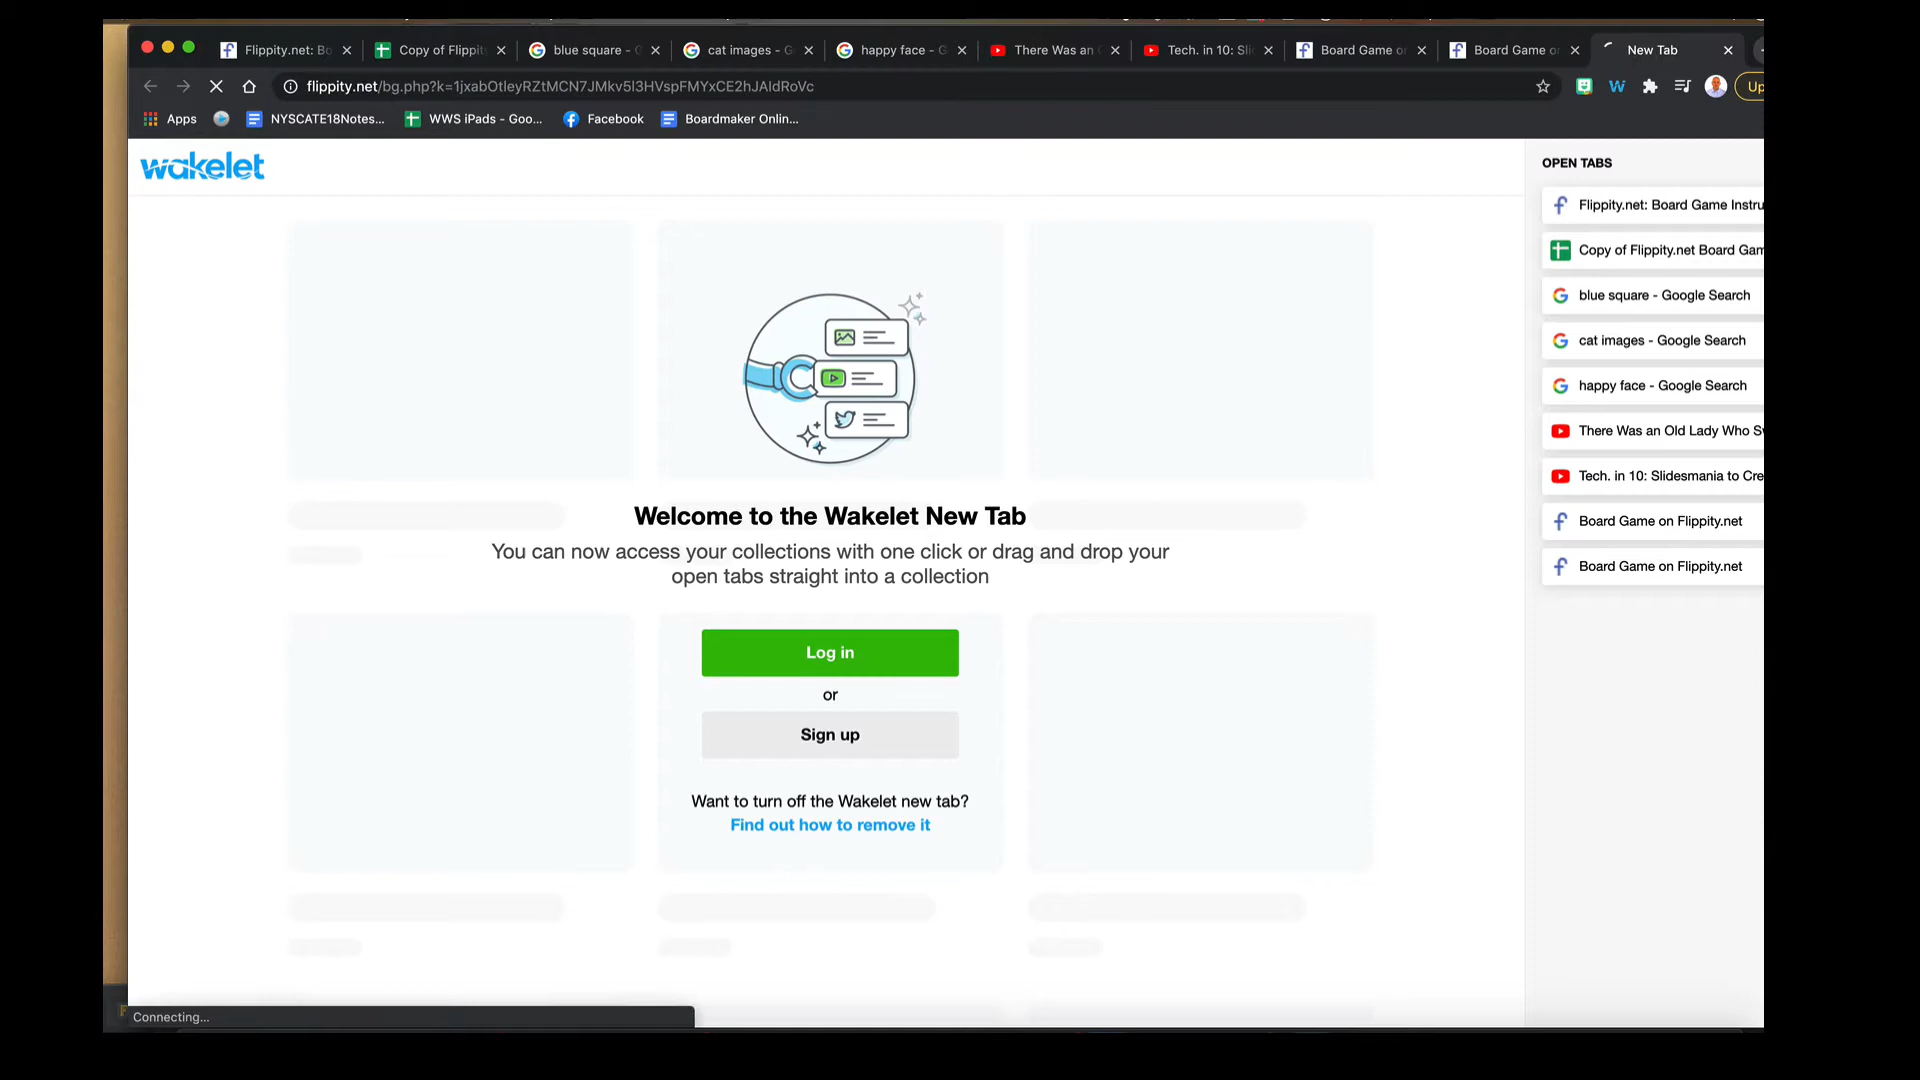 Flippity.net: Bo
Copy of Flippit
blue square - G
cat images - G
happy face - G
There Was an
Tech. in 10: Sli
Board Game or
Board Game or
New Tab
flippity.net/bg.php?k=1jxabOtleyRZtMCN7JMkv5l3HVspFMYxCE2hJAIdRoVc
Up
Apps
NYSCATE18Notes...
WWS iPads - Goo...
Facebook
Boardmaker Onlin...
wakelet
OPEN TABS
Flippity.net: Board Game Instru
Copy of Flippity.net Board Gam
blue square - Google Search
cat images - Google Search
happy face - Google Search
There Was an Old Lady Who S
Tech. in 10: Slidesmania to Cre
Board Game on Flippity.net
Board Game on Flippity.net
Welcome to the Wakelet New Tab
You can now access your collections with one click or drag and drop your
open tabs straight into a collection
Log in
or
Sign up
Want to turn off the Wakelet new tab?
Find out how to remove it
Connecting...